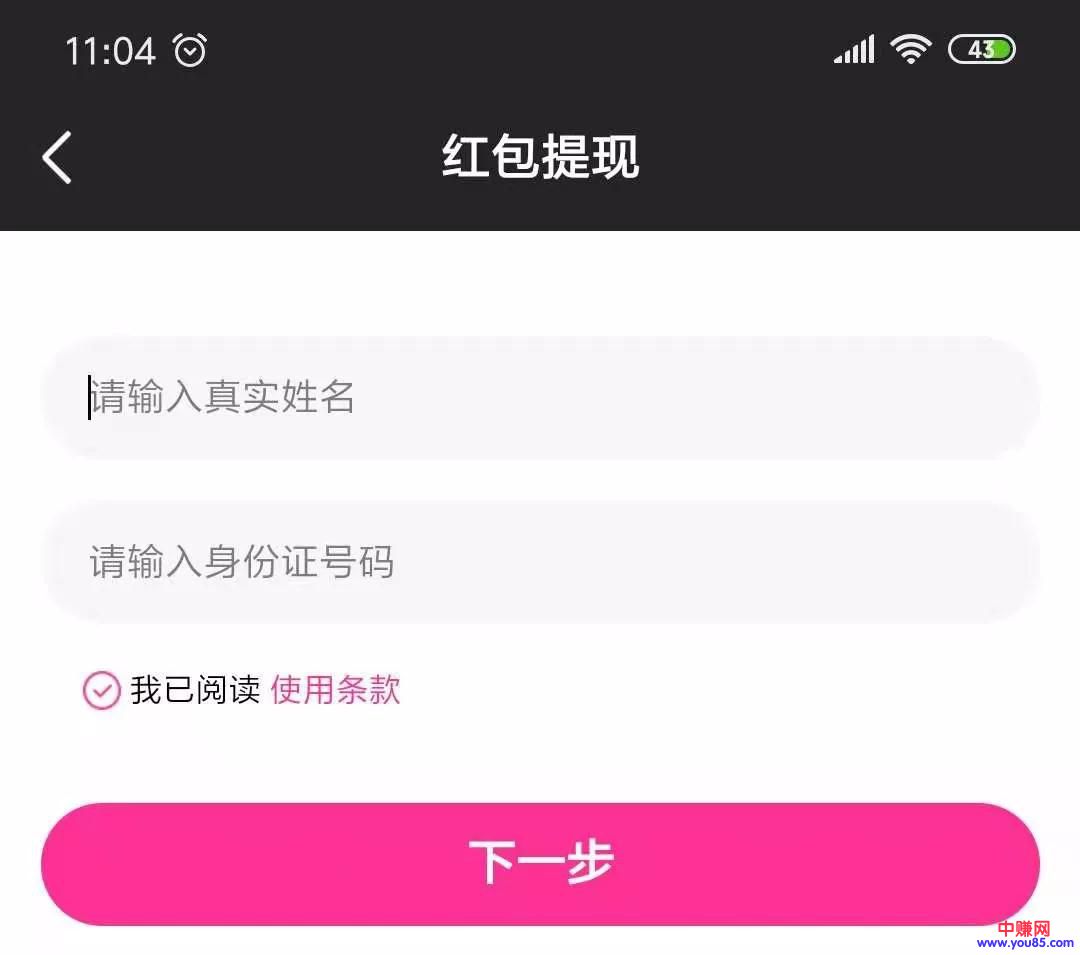 11:04
43
红包提现
请输入真实姓名
请输入身份证号码
我已阅读 使用条款
下一步
中赚网
www.you85.com